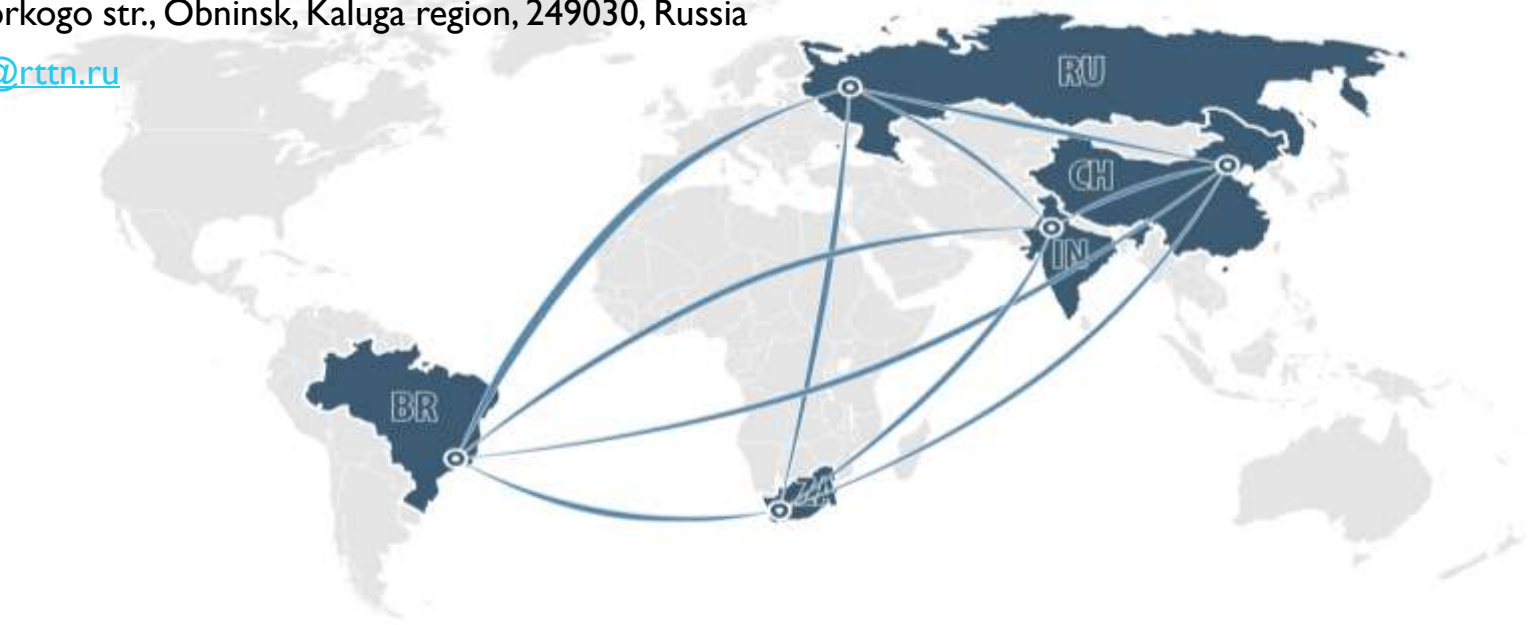 orkogo str., Obninsk, Kaluga region, 249030, Russia
@rttn.ru
RU
CH
IN
BR
ZA